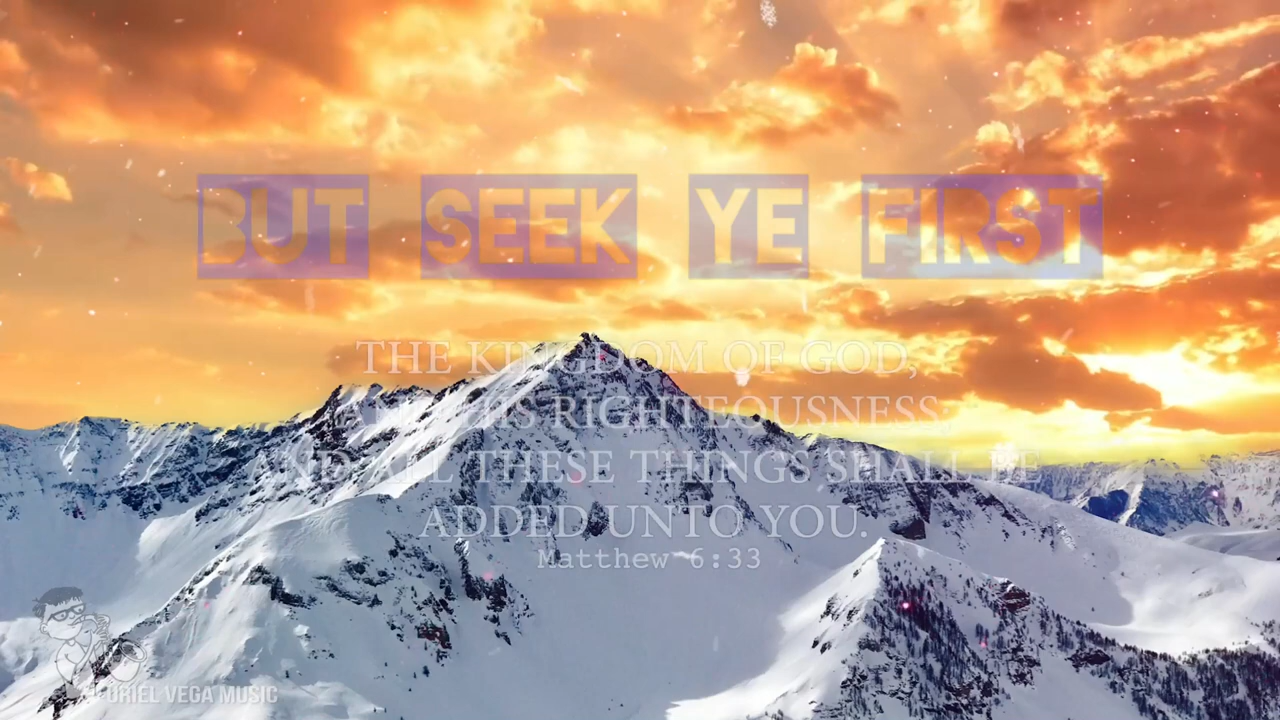 BUT SEEK YE FIRST
THE KINGDOM OF GOD,
HIS RIGHTEOUSNESS;
AND ALL THESE THINGS SHALL BE
ADDED UNTO YOU.
Matthew 6:33
URIEL VEGA MUSIC